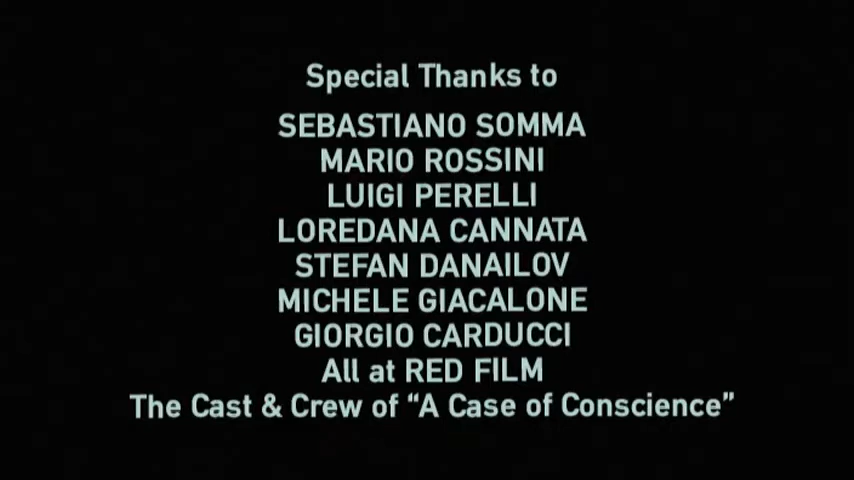 Special Thanks to
SEBASTIANO SOMMA
MARIO ROSSINI
LUIGI PERELLI
LOREDANA CANNATA
STEFAN DANAILOV
MICHELE GIACALONE
GIORGIO CARDUCCI
All at RED FILM
The Cast & Crew of “A Case of Conscience”